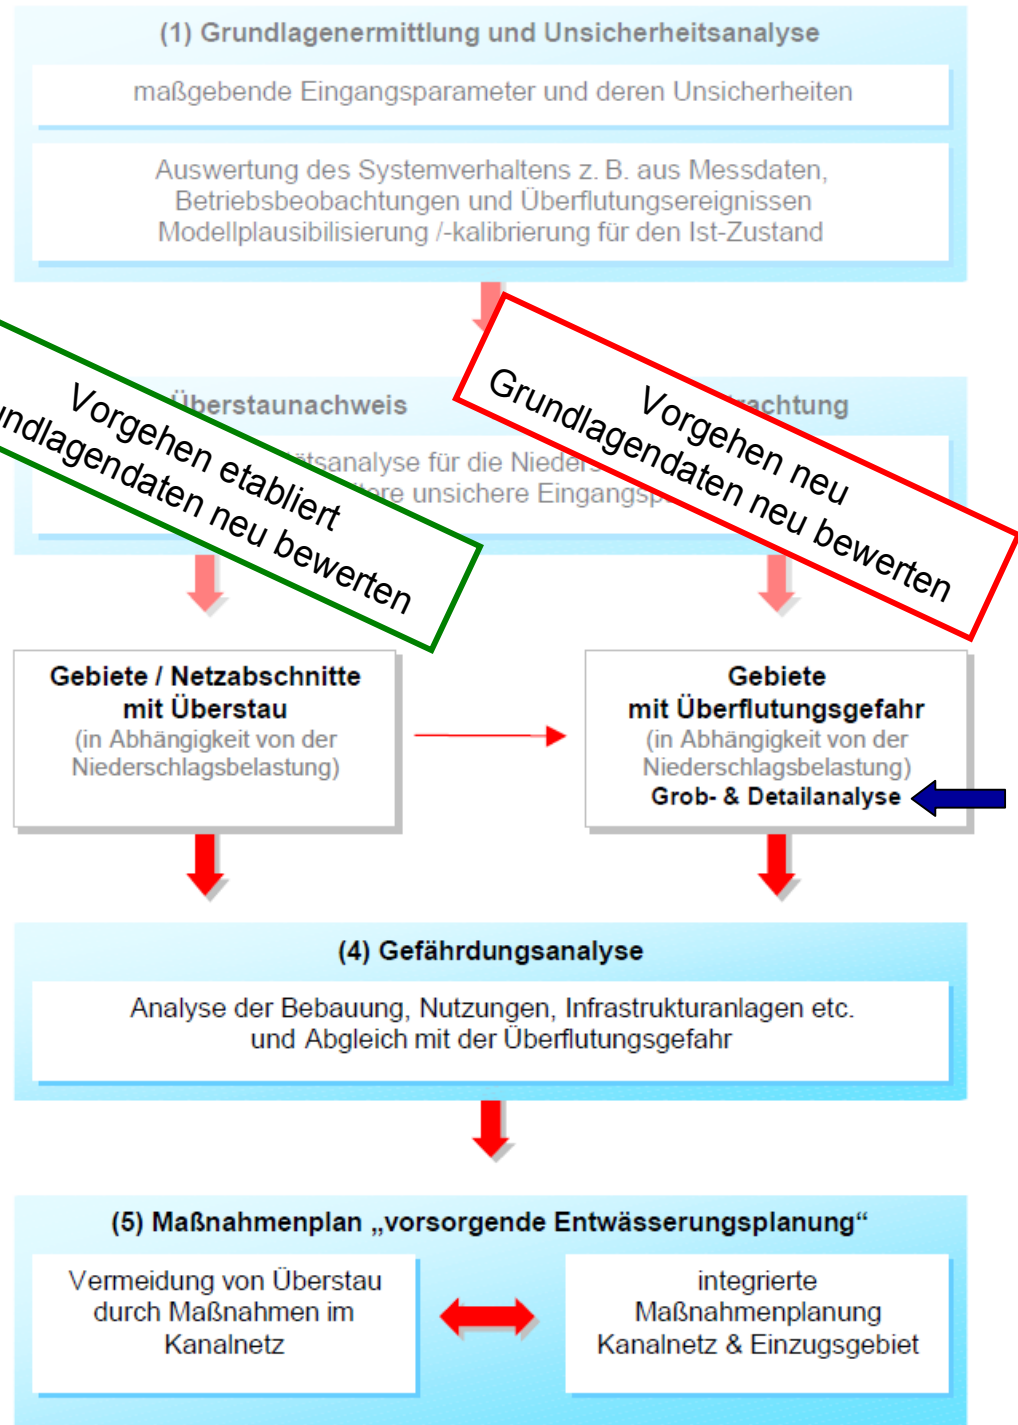 (1) Grundlagenermittlung und Unsicherheitsanalyse
maßgebende Eingangsparameter und deren Unsicherheiten
Auswertung des Systemverhaltens z. B. aus Messdaten,
Betriebsbeobachtungen und Überflutungsereignissen
Modellplausibilisierung /-kalibrierung für den Ist-Zustand
Überstaunachweis
für die Nieders
unsichere
Vorgehen etabliert
neu bewerten
Vorgehen neu
Grundlagendaten neu bewerten
Gebiete / Netzabschnitte
mit Überstau
(in Abhängigkeit von der
Niederschlagsbelastung)
Gebiete
mit Überflutungsgefahr
(in Abhängigkeit von der
Niederschlagsbelastung)
Grob- & Detailanalyse
(4) Gefährdungsanalyse
Analyse der Bebauung, Nutzungen, Infrastrukturanlagen etc.
und Abgleich mit der Überflutungsgefahr
(5) Maßnahmenplan „vorsorgende Entwässerungsplanung“
Vermeidung von Überstau
durch Maßnahmen im
Kanalnetz
integrierte
Maßnahmenplanung
Kanalnetz & Einzugsgebiet